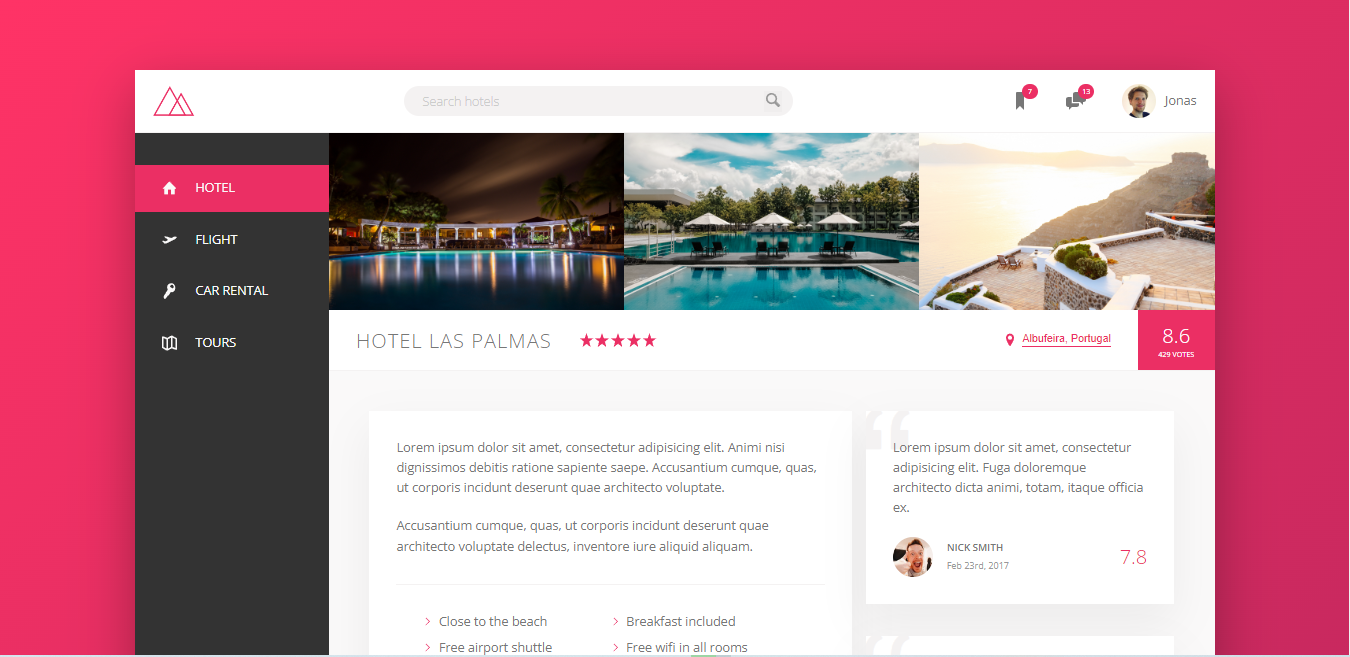 Search hotels
7
13
Jonas
HOTEL
FLIGHT
CAR RENTAL
TOURS
HOTEL LAS PALMAS
Albufeira, Portugal
8.6
429 VOTES
Lorem ipsum dolor sit amet, consectetur adipisicing elit. Animi nisi
dignissimos debitis ratione sapiente saepe. Accusantium cumque, quas,
ut corporis incidunt deserunt quae architecto voluptate.
Accusantium cumque, quas, ut corporis incidunt deserunt quae
architecto voluptate delectus, inventore iure aliquid aliquam.
Close to the beach
Breakfast included
Free airport shuttle
Free wifi in all rooms
“
Lorem ipsum dolor sit amet, consectetur
adipisicing elit. Fuga doloremque
architecto dicta animi, totam, itaque officia
ex.
NICK SMITH
Feb 23rd, 2017
7.8
“